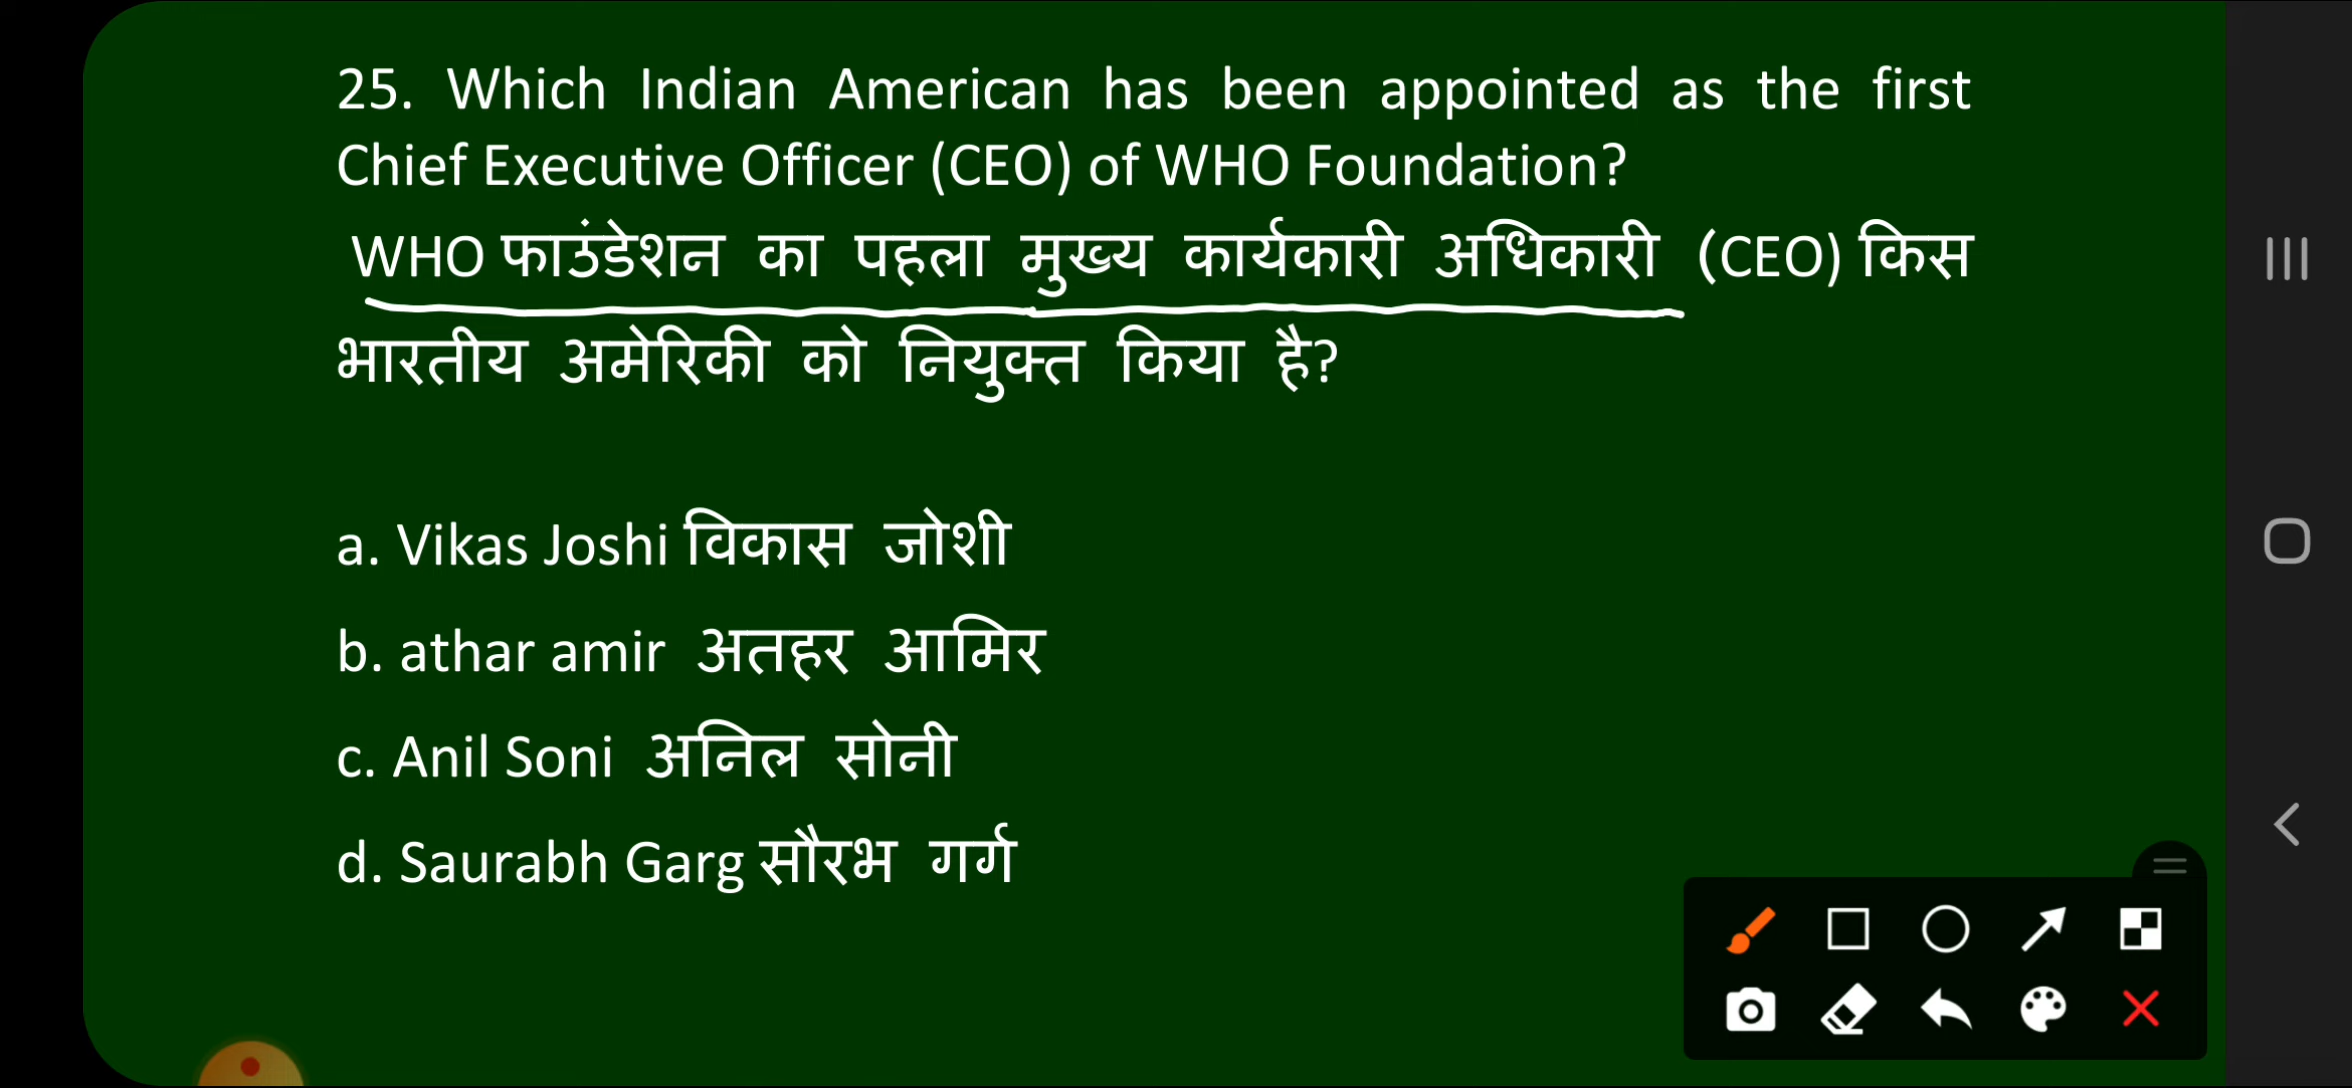 25. Which Indian American has been appointed as the first
Chief Executive Officer (CEO) of WHO Foundation?
WHO फाउंडेशन का पहला मुख्य कार्यकारी अधिकारी (CEO) किस
भारतीय अमेरिकी को नियुक्त किया है?
a. Vikas Joshi विकास जोशी
b. athar amir अतहर आमिर
c. Anil Soni अनिल सोनी
d. Saurabh Garg सौरभ गर्ग